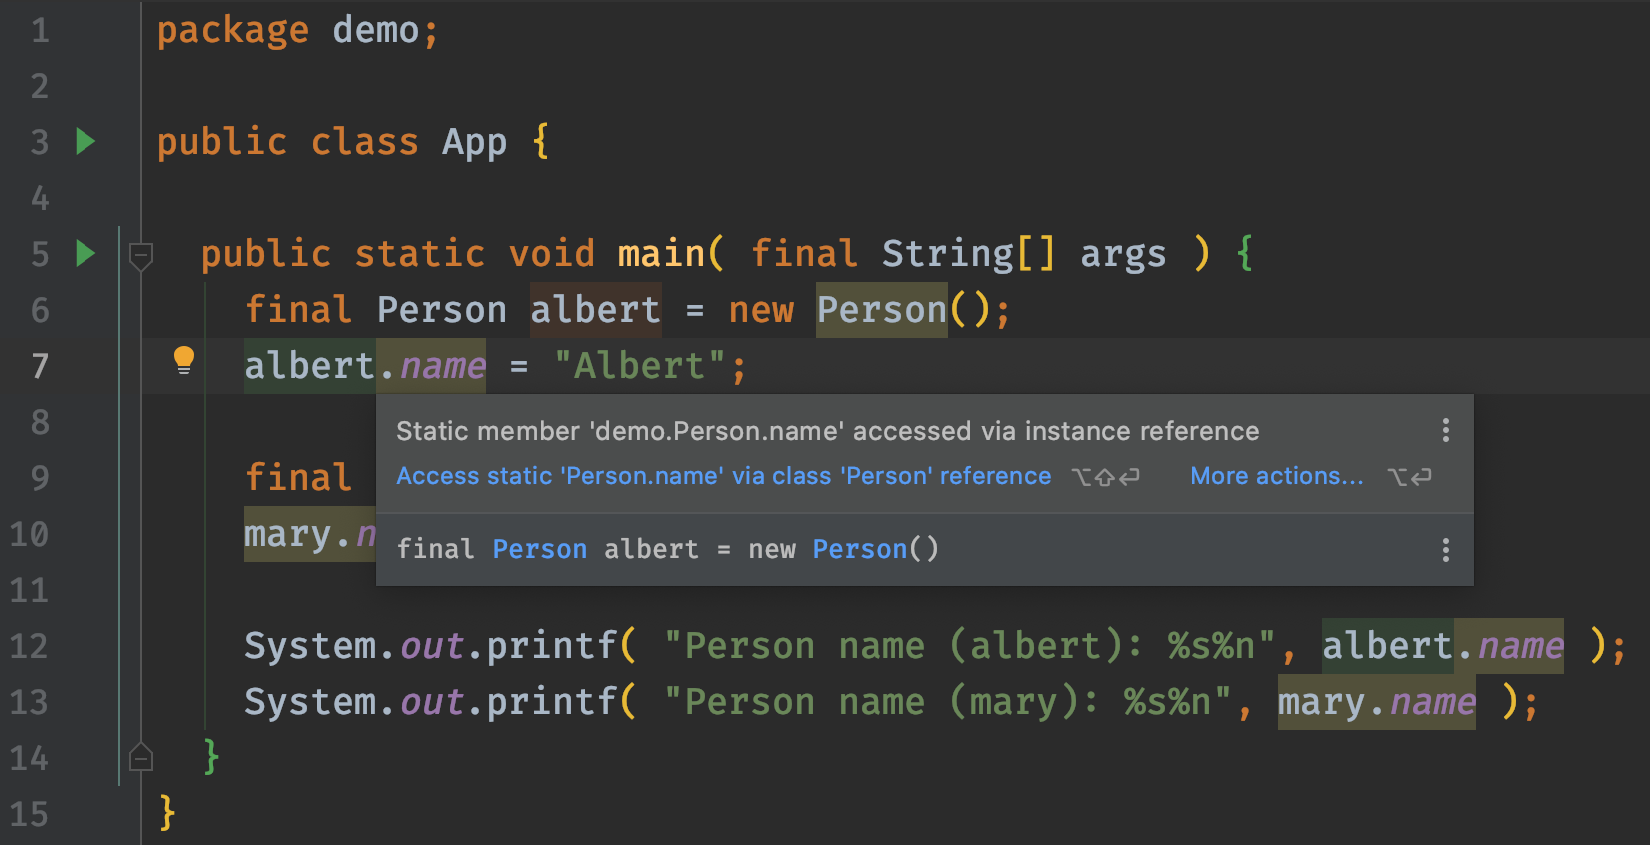 1 package demo;
2
3 public class App {
4
5 public static void main( final String[] args ) {
6 final Person albert = new Person();
7 albert.name = "Albert";
8
Static member 'demo.Person.name' accessed via instance reference
Access static 'Person.name' via class 'Person' reference ⌥⇧⏎ More actions... ⌥⏎
9 final
10 mary.n
final Person albert = new Person()
11
12 System.out.printf( "Person name (albert): %s%n", albert.name );
13 System.out.printf( "Person name (mary): %s%n", mary.name );
14 }
15 }